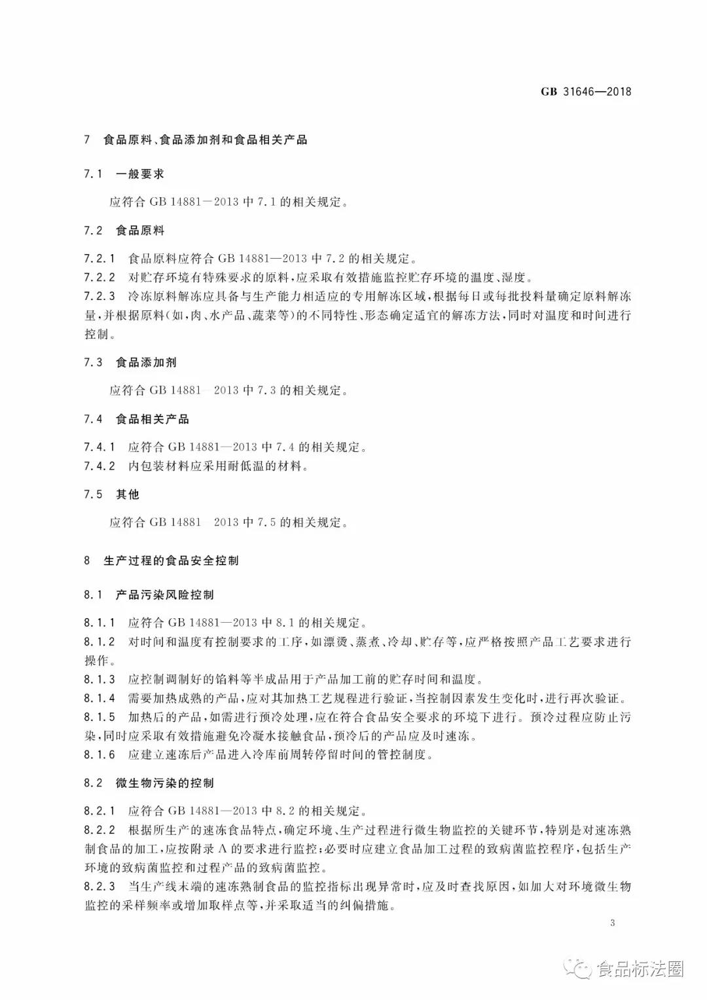 GB 31646—2018
7 食品原料、食品添加剂和食品相关产品
7.1 一般要求
应符合 GB 14881—2013 中 7.1 的相关规定。
7.2 食品原料
7.2.1 食品原料应符合 GB 14881—2013 中 7.2 的相关规定。
7.2.2 对贮存环境有特殊要求的原料,应采取有效措施监控贮存环境的温度、湿度。
7.2.3 冷冻原料解冻应具备与生产能力相适应的专用解冻区域,根据每日或每批投料量确定原料解冻
量,并根据原料(如,肉、水产品、蔬菜等)的不同特性、形态确定适宜的解冻方法,同时对温度和时间进行
控制。
7.3 食品添加剂
应符合 GB 14881—2013 中 7.3 的相关规定。
7.4 食品相关产品
7.4.1 应符合 GB 14881—2013 中 7.4 的相关规定。
7.4.2 内包装材料应采用耐低温的材料。
7.5 其他
应符合 GB 14881—2013 中 7.5 的相关规定。
8 生产过程的食品安全控制
8.1 产品污染风险控制
8.1.1 应符合 GB 14881—2013 中 8.1 的相关规定。
8.1.2 对时间和温度有控制要求的工序,如漂烫、蒸煮、冷却、贮存等,应严格按照产品工艺要求进行
操作。
8.1.3 应控制调制好的馅料等半成品用于产品加工前的贮存时间和温度。
8.1.4 需要加热成熟的产品,应对其加热工艺规程进行验证,当控制因素发生变化时,进行再次验证。
8.1.5 加热后的产品,如需进行预冷处理,应在符合食品安全要求的环境下进行。预冷过程应防止污
染,同时应采取有效措施避免冷凝水接触食品,预冷后的产品应及时速冻。
8.1.6 应建立速冻后产品进入冷库前周转停留时间的管控制度。
8.2 微生物污染的控制
8.2.1 应符合 GB 14881—2013 中 8.2 的相关规定。
8.2.2 根据所生产的速冻食品特点,确定环境、生产过程进行微生物监控的关键环节,特别是对速冻熟
制食品的加工,应按附录 A 的要求进行监控;必要时应建立食品加工过程的致病菌监控程序,包括生产
环境的致病菌监控和过程产品的致病菌监控。
8.2.3 当生产线末端的速冻熟制食品的监控指标出现异常时,应及时查找原因,如加大对环境微生物
监控的采样频率或增加取样点等,并采取适当的纠偏措施。
3
食品标法圈